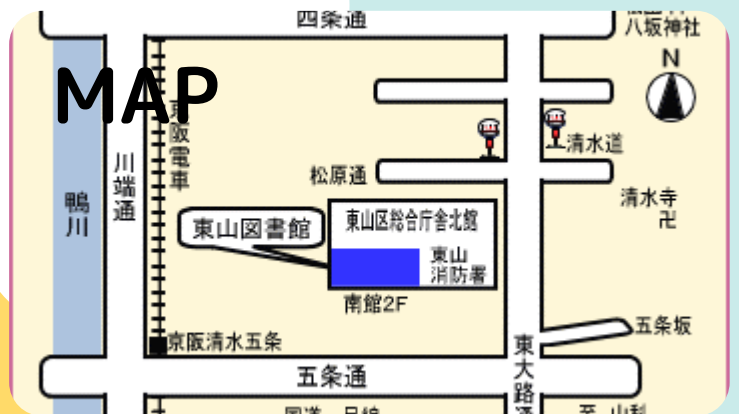 四条通
八坂神社
N
MAP
京阪電車
川端通
鴨川
清水道
松原通
清水寺
卍
東山図書館
東山区総合庁舎北館
東山
消防署
南館2F
五条坂
京阪清水五条
東大路通
五条通